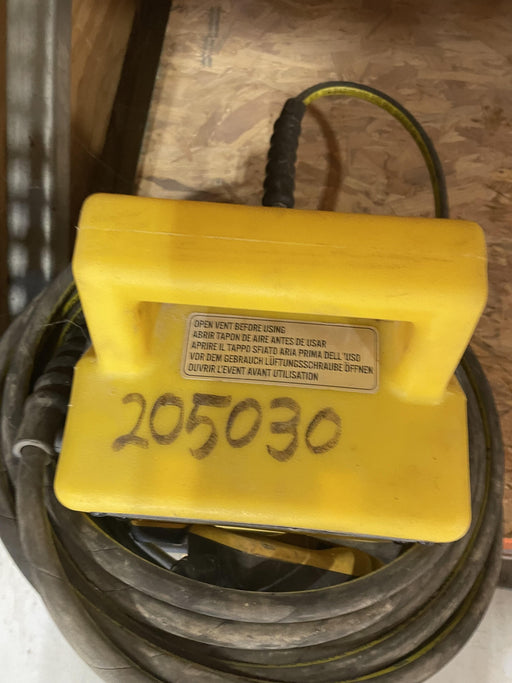 OPEN VENT BEFORE USING
ABRIR TAPON DE AIRE ANTES DE USAR
APRIRE IL TAPPO SFIATO ARIA PRIMA DELL 'USO
VOR DEM GEBRAUCH LÜFTUNGSSCHRAUBE ÖFFNEN
OUVRIR L'EVENT AVANT UTILISATION
205030